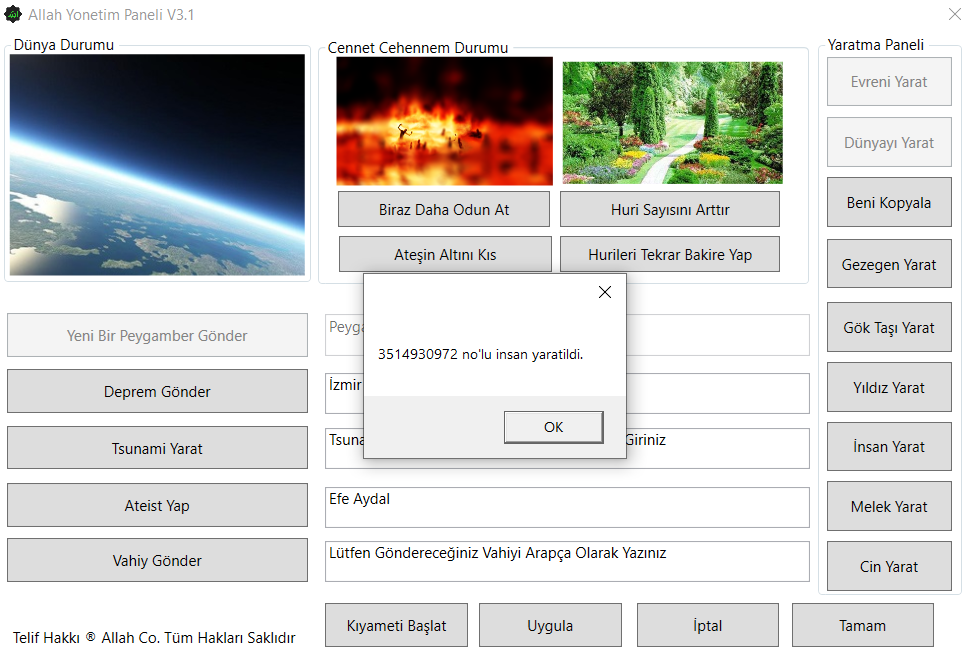 Allah Yonetim Paneli V3.1
Dünya Durumu
Cennet Cehennem Durumu
Biraz Daha Odun At
Huri Sayısını Arttır
Ateşin Altını Kıs
Hurileri Tekrar Bakire Yap
Yaratma Paneli
Evreni Yarat
Dünyayı Yarat
Beni Kopyala
Gezegen Yarat
Gök Taşı Yarat
Yıldız Yarat
İnsan Yarat
Melek Yarat
Cin Yarat
3514930972 no'lu insan yaratildi.
OK
Yeni Bir Peygamber Gönder
Deprem Gönder
İzmir
Tsunami Yarat
Giriniz
Ateist Yap
Efe Aydal
Vahiy Gönder
Lütfen Göndereceğiniz Vahiyi Arapça Olarak Yazınız
Telif Hakkı ® Allah Co. Tüm Hakları Saklıdır
Kıyameti Başlat
Uygula
İptal
Tamam